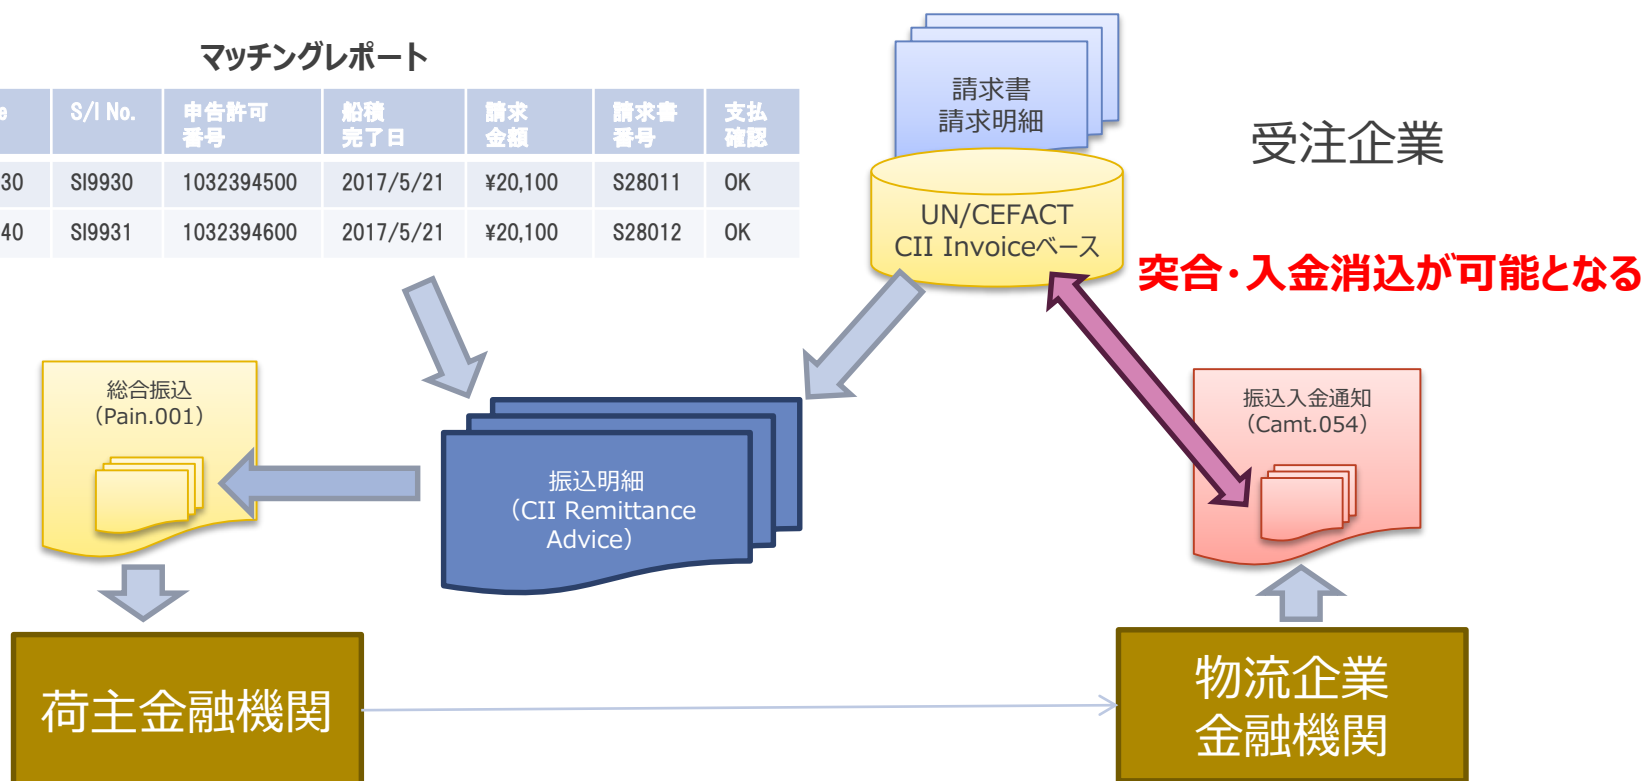 マッチングレポート
e S/I No. 申告許可 船積 請求 請求書 支払
番号 完了日 金額 番号 確認
30 SI9930 1032394500 2017/5/21 ¥20,100 S28011 OK
40 SI9931 1032394600 2017/5/21 ¥20,100 S28012 OK
請求書
請求明細
受注企業
UN/CEFACT
CII Invoiceベース
突合・入金消込が可能となる
総合振込
（Pain.001）
振込入金通知
（Camt.054）
振込明細
（CII Remittance
Advice）
荷主金融機関
物流企業
金融機関